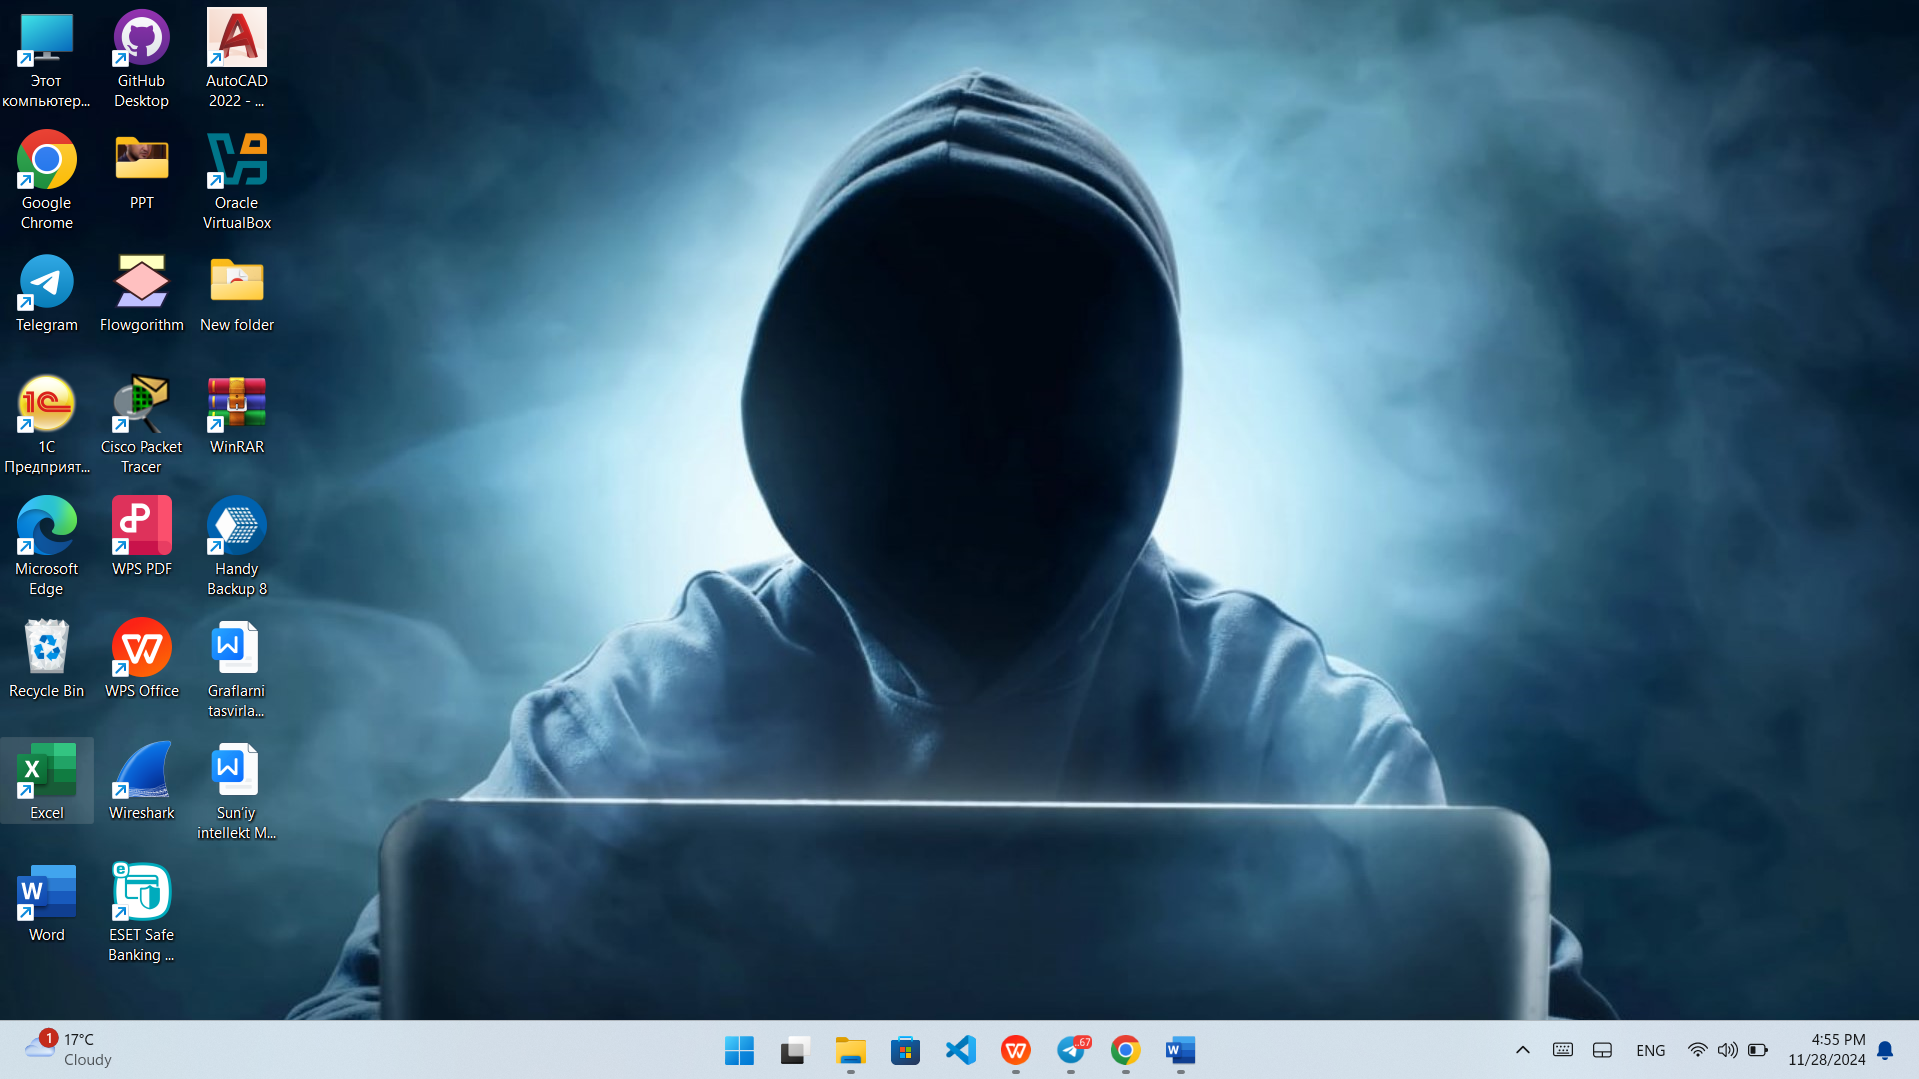 Этот
компьютер...
GitHub
Desktop
AutoCAD
2022 - ...
Google
Chrome
PPT
Oracle
VirtualBox
Telegram
Flowgorithm
New folder
1C
Предприят...
Cisco Packet
Tracer
WinRAR
Microsoft
Edge
WPS PDF
Handy
Backup 8
Recycle Bin
WPS Office
Graflarni
tasvirla...
Excel
Wireshark
Sun'iy
intellekt M...
Word
ESET Safe
Banking ...
1
17°C
Cloudy
..67
ENG
4:55 PM
11/28/2024